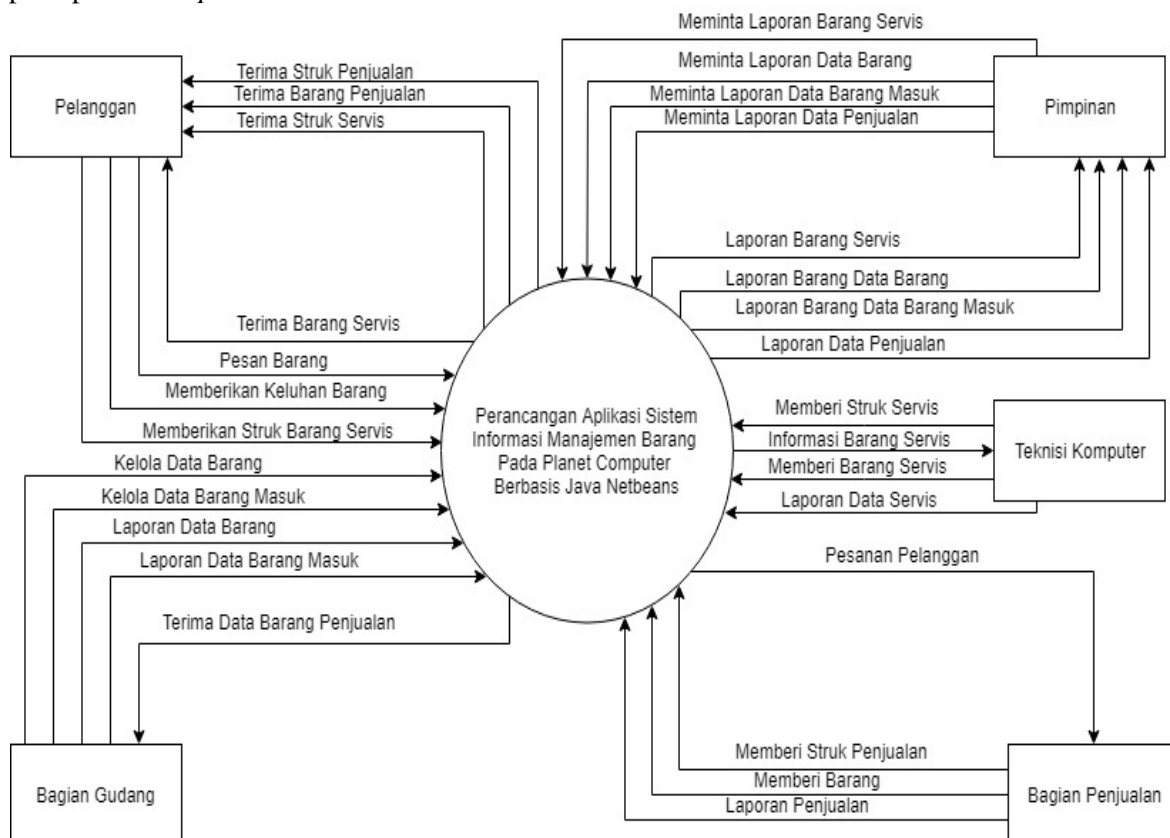 Meminta Laporan Barang Servis
Pelanggan
Terima Struk Penjualan
Terima Barang Penjualan
Terima Struk Servis
Meminta Laporan Data Barang
Meminta Laporan Data Barang Masuk
Meminta Laporan Data Penjualan
Pimpinan
Laporan Barang Servis
Laporan Barang Data Barang
Laporan Barang Data Barang Masuk
Laporan Data Penjualan
Terima Barang Servis
Pesan Barang
Memberikan Keluhan Barang
Memberikan Struk Barang Servis
Kelola Data Barang
Kelola Data Barang Masuk
Laporan Data Barang
Laporan Data Barang Masuk
Terima Data Barang Penjualan
Perancangan Aplikasi Sistem
Informasi Manajemen Barang
Pada Planet Computer
Berbasis Java Netbeans
Memberi Struk Servis
Informasi Barang Servis
Memberi Barang Servis
Laporan Data Servis
Teknisi Komputer
Pesanan Pelanggan
Memberi Struk Penjualan
Memberi Barang
Laporan Penjualan
Bagian Gudang
Bagian Penjualan